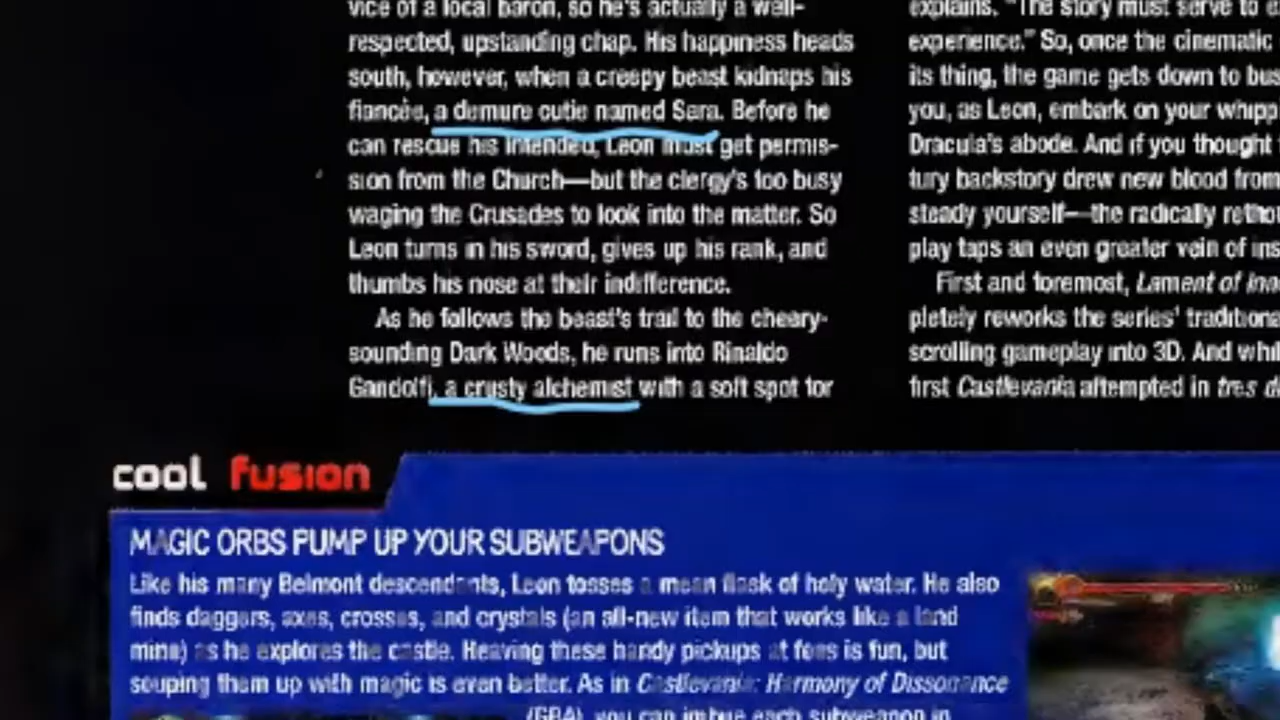 vice of a local baron, so he's actually a well-
respected, upstanding chap. His happiness heads
south, however, when a creepy beast kidnaps his
fiancée, a demure cutie named Sara. Before he
can rescue his intended, Leon must get permis-
sion from the Church—but the clergy's too busy
waging the Crusades to look into the matter. So
Leon turns in his sword, gives up his rank, and
thumbs his nose at their indifference.
As he follows the beast's trail to the cheery-
sounding Dark Woods, he runs into Rinaldo
Gandolfi, a crusty alchemist with a soft spot for
explains. "The story must serve to
experience." So, once the cinematic
its thing, the game gets down to
you, as Leon, embark on your
Dracula's abode. And if you thought
backstory drew new blood from
steady yourself—the radically
play taps an even greater vein of
First and foremost, Lament of
reworks the series'
scrolling gameplay into 3D. And
first Castlevania attempted in tres
cool fusion
MAGIC ORBS PUMP UP YOUR SUBWEAPONS
Like his many Belmont descendants, Leon tosses a mean flask of holy water. He also
finds daggers, axes, crosses, and crystals (an all-new item that works like a land
mine) as he explores the castle. Heaving these handy pickups at foes is fun, but
souping them up with magic is even better. As in Castlevania: Harmony of Dissonance
(GBA), you can imbue each subweapon in